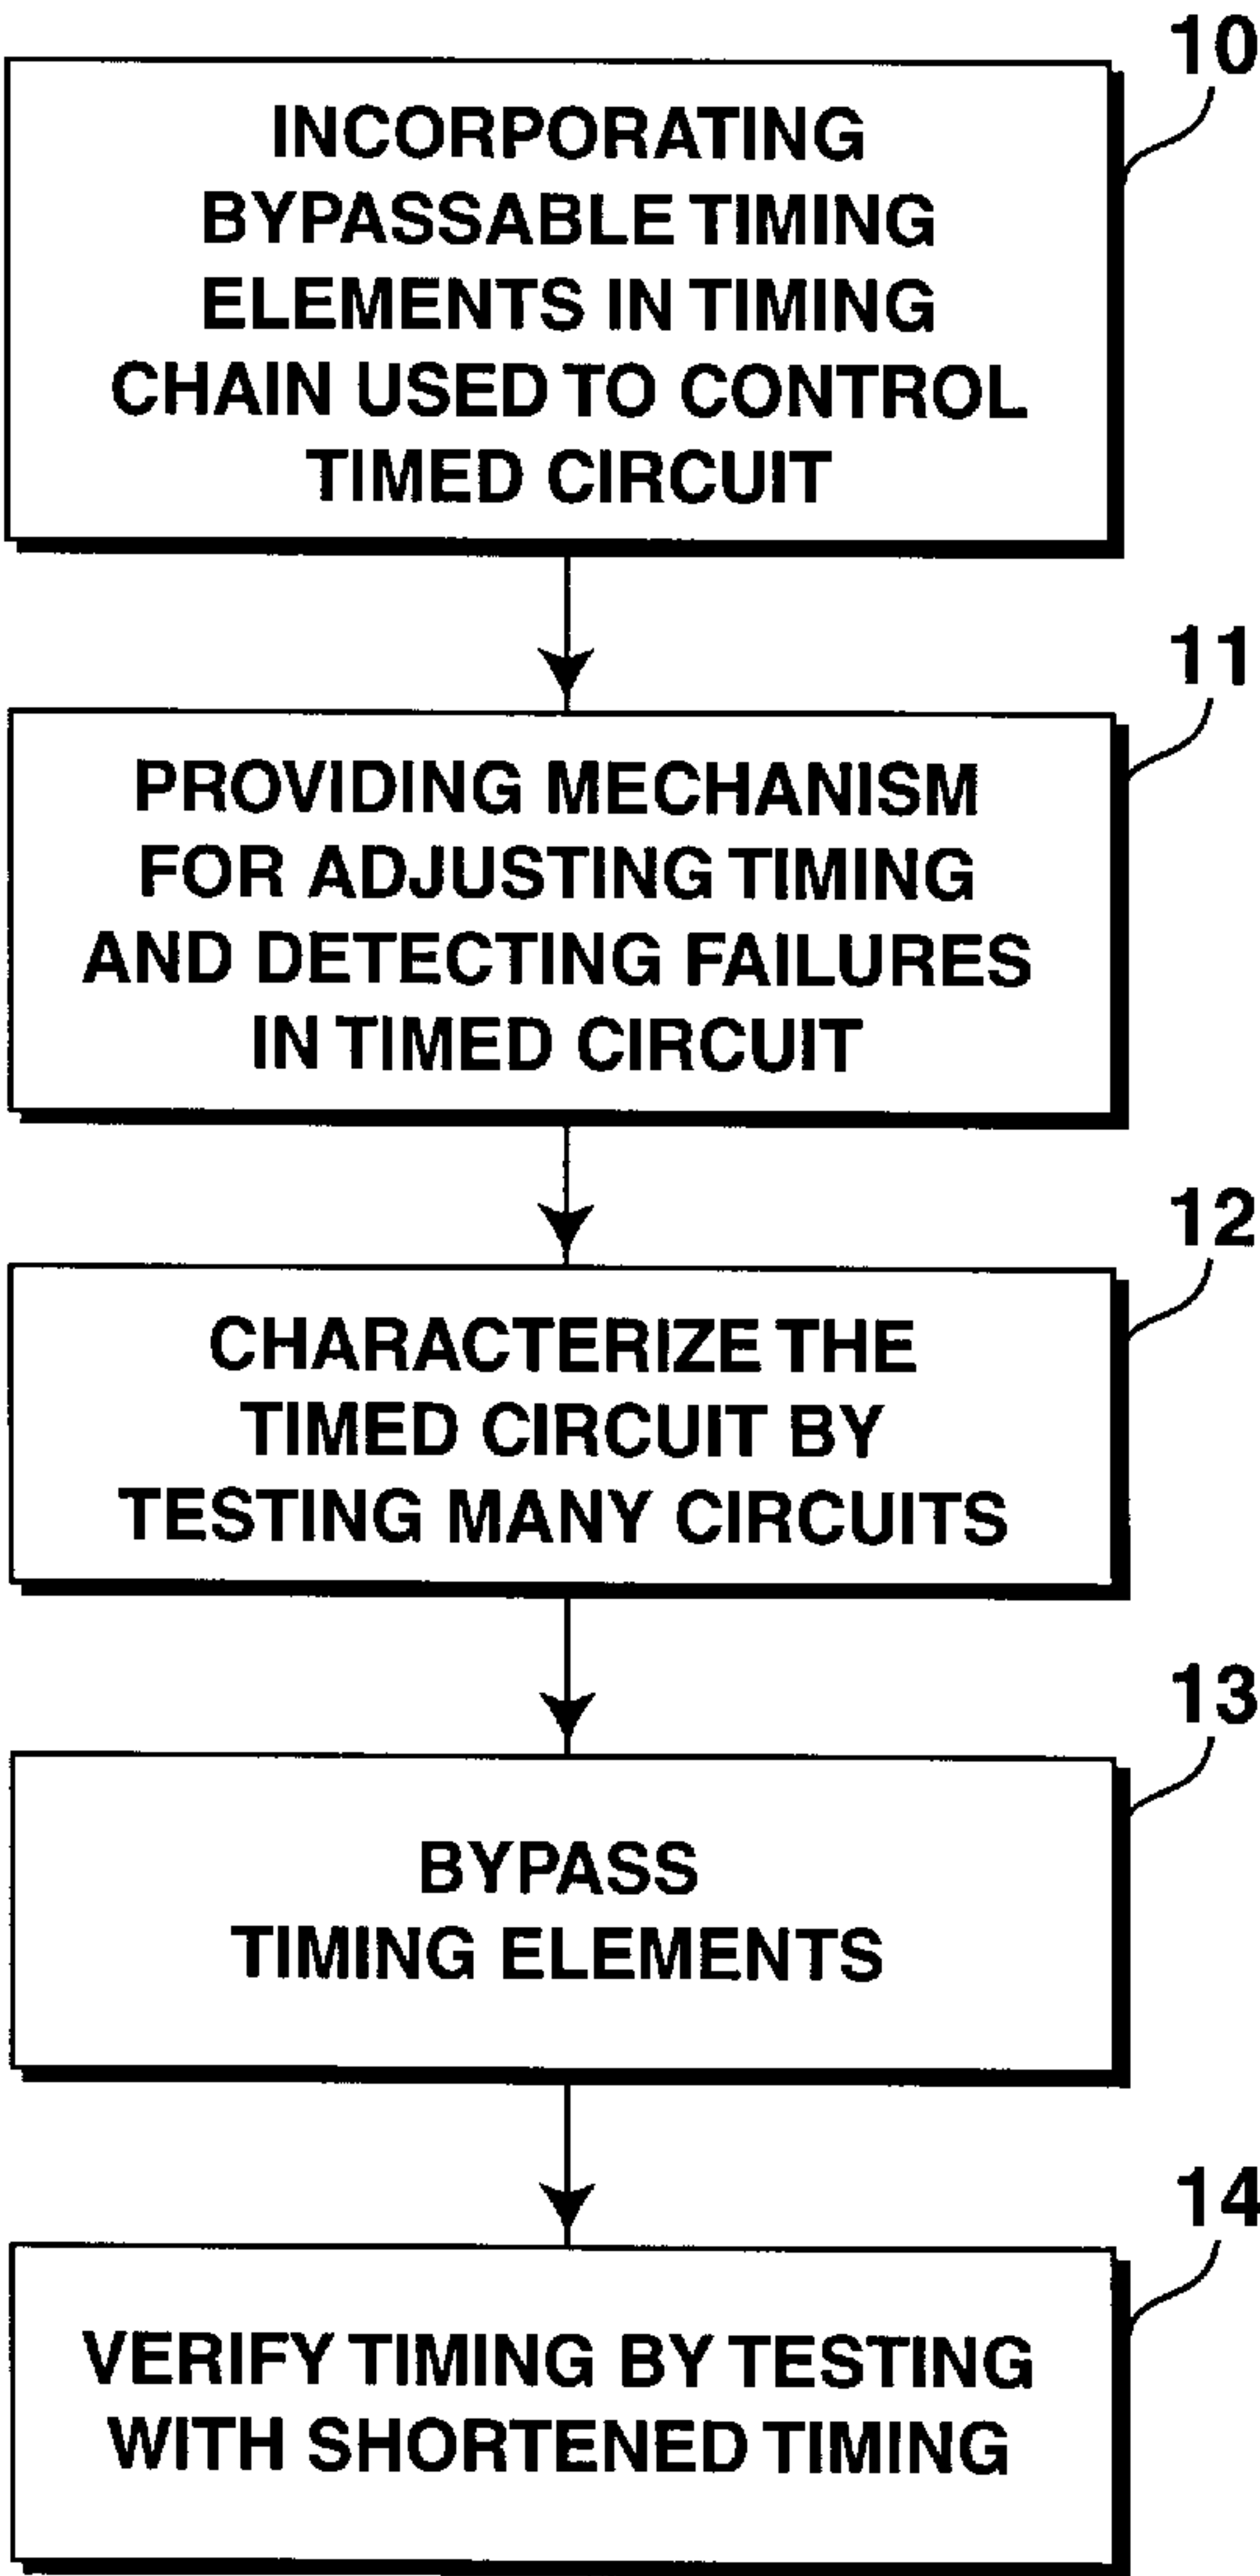 10
INCORPORATING
BYPASSABLE TIMING
ELEMENTS IN TIMING
CHAIN USED TO CONTROL
TIMED CIRCUIT
11
PROVIDING MECHANISM
FOR ADJUSTING TIMING
AND DETECTING FAILURES
IN TIMED CIRCUIT
12
CHARACTERIZE THE
TIMED CIRCUIT BY
TESTING MANY CIRCUITS
13
BYPASS
TIMING ELEMENTS
14
VERIFY TIMING BY TESTING
WITH SHORTENED TIMING